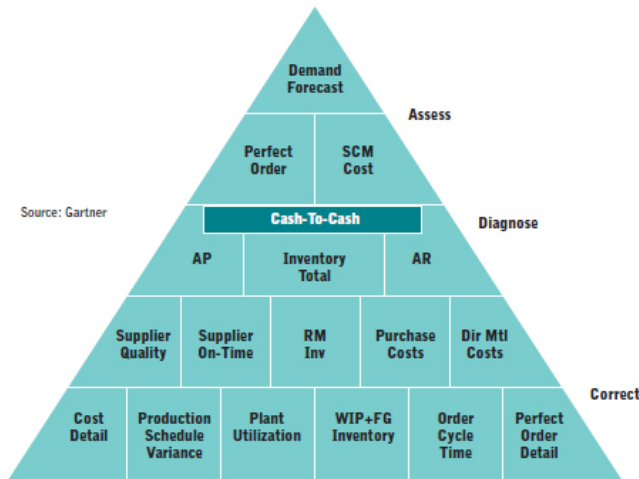 Demand
Forecast
Assess
Perfect
Order
SCM
Cost
Source: Gartner
Cash-To-Cash
Diagnose
AP
Inventory
Total
AR
Supplier
Quality
Supplier
On-Time
RM
Inv
Purchase
Costs
Dir Mtl
Costs
Correct
Cost
Detail
Production
Schedule
Variance
Plant
Utilization
WIP+FG
Inventory
Order
Cycle
Time
Perfect
Order
Detail